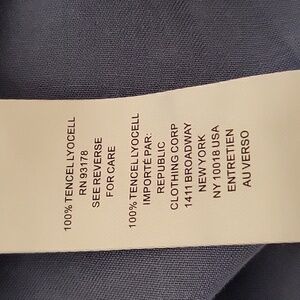 100% TENCEL LYOCELL
RN 93178
SEE REVERSE
FOR CARE
100% TENCEL LYOCELL
IMPORTÉ PAR:
REPUBLIC
CLOTHING CORP
1411 BROADWAY
NEW YORK
NY 10018 USA
ENTRETIEN
AU VERSO